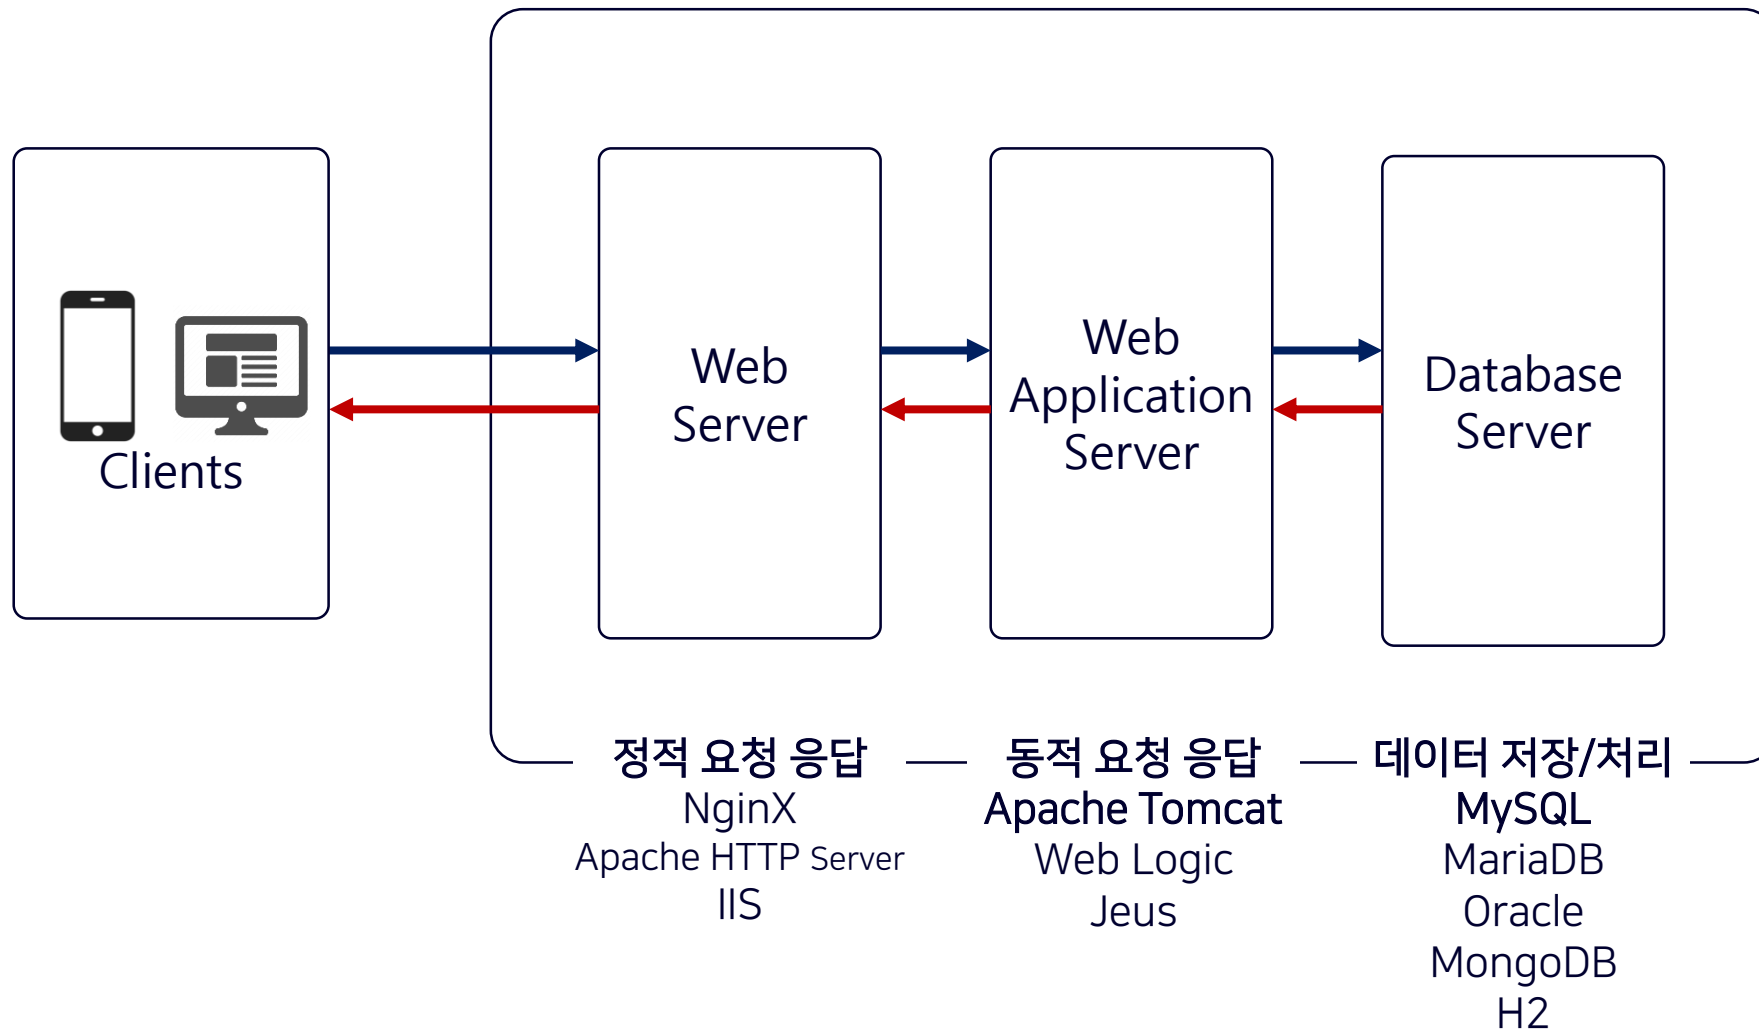 Clients
Web
Server
Web
Application
Server
Database
Server
정적 요청 응답
NginX
Apache HTTP Server
IIS
동적 요청 응답
Apache Tomcat
Web Logic
Jeus
데이터 저장/처리
MySQL
MariaDB
Oracle
MongoDB
H2